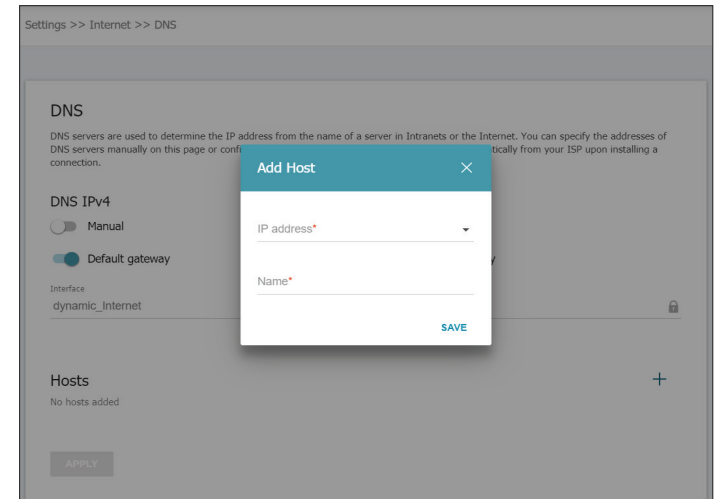 Settings >> Internet >> DNS
DNS
DNS servers are used to determine the IP address from the name of a server in Intranets or the Internet. You can specify the addresses of
DNS servers manually on this page or confi tically from your ISP upon installing a
connection.
Add Host
DNS IPv4
Manual
IP address*
Default gateway
y
Name*
Interface
dynamic_Internet
SAVE
Hosts
No hosts added
APPLY